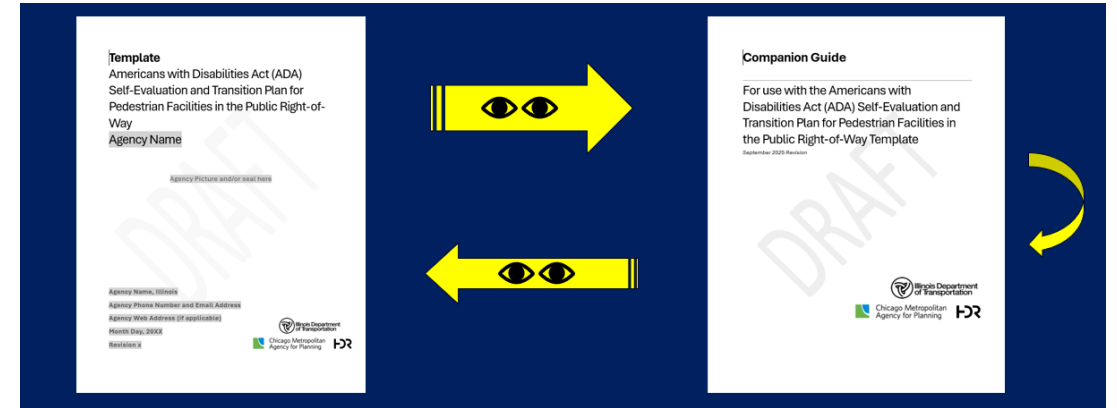 Template
Americans with Disabilities Act (ADA)
Self-Evaluation and Transition Plan for
Pedestrian Facilities in the Public Right-of-
Way
Agency Name
Agency Picture and/or seal here
DRAFT
Agency Name, Illinois
Agency Phone Number and Email Address
Agency Web Address (if applicable)
Month Day, 20XX
Revision x
Illinois Department
of Transportation
Chicago Metropolitan
Agency for Planning
HDR
Companion Guide
For use with the Americans with
Disabilities Act (ADA) Self-Evaluation and
Transition Plan for Pedestrian Facilities in
the Public Right-of-Way Template
September 2025 Revision
DRAFT
Illinois Department
of Transportation
Chicago Metropolitan
Agency for Planning
HDR